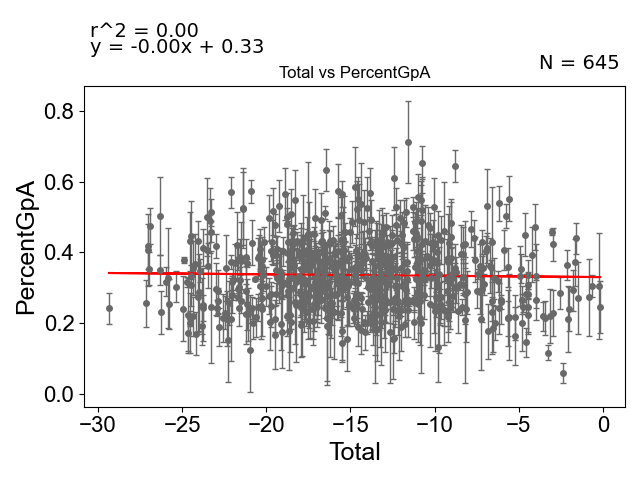 r^2 = 0.00
y = -0.00x + 0.33
N = 645
Total vs PercentGpA
PercentGpA
0.8
0.6
0.4
0.2
0.0
−30
−25
−20
−15
−10
−5
0
Total